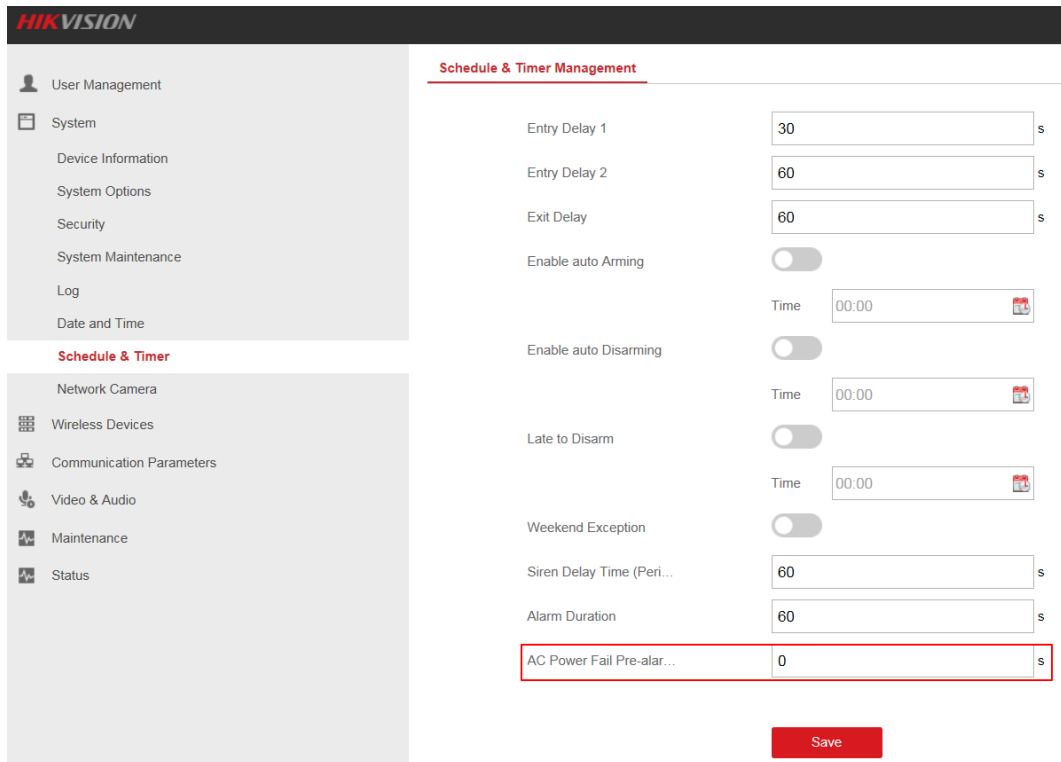 HIKVISION
User Management
System
Device Information
System Options
Security
System Maintenance
Log
Date and Time
Schedule & Timer
Network Camera
Wireless Devices
Communication Parameters
Video & Audio
Maintenance
Status
Schedule & Timer Management
Entry Delay 1 30 s
Entry Delay 2 60 s
Exit Delay 60 s
Enable auto Arming
Time 00:00
Enable auto Disarming
Time 00:00
Late to Disarm
Time 00:00
Weekend Exception
Siren Delay Time (Peri... 60 s
Alarm Duration 60 s
AC Power Fail Pre-alar... 0 s
Save